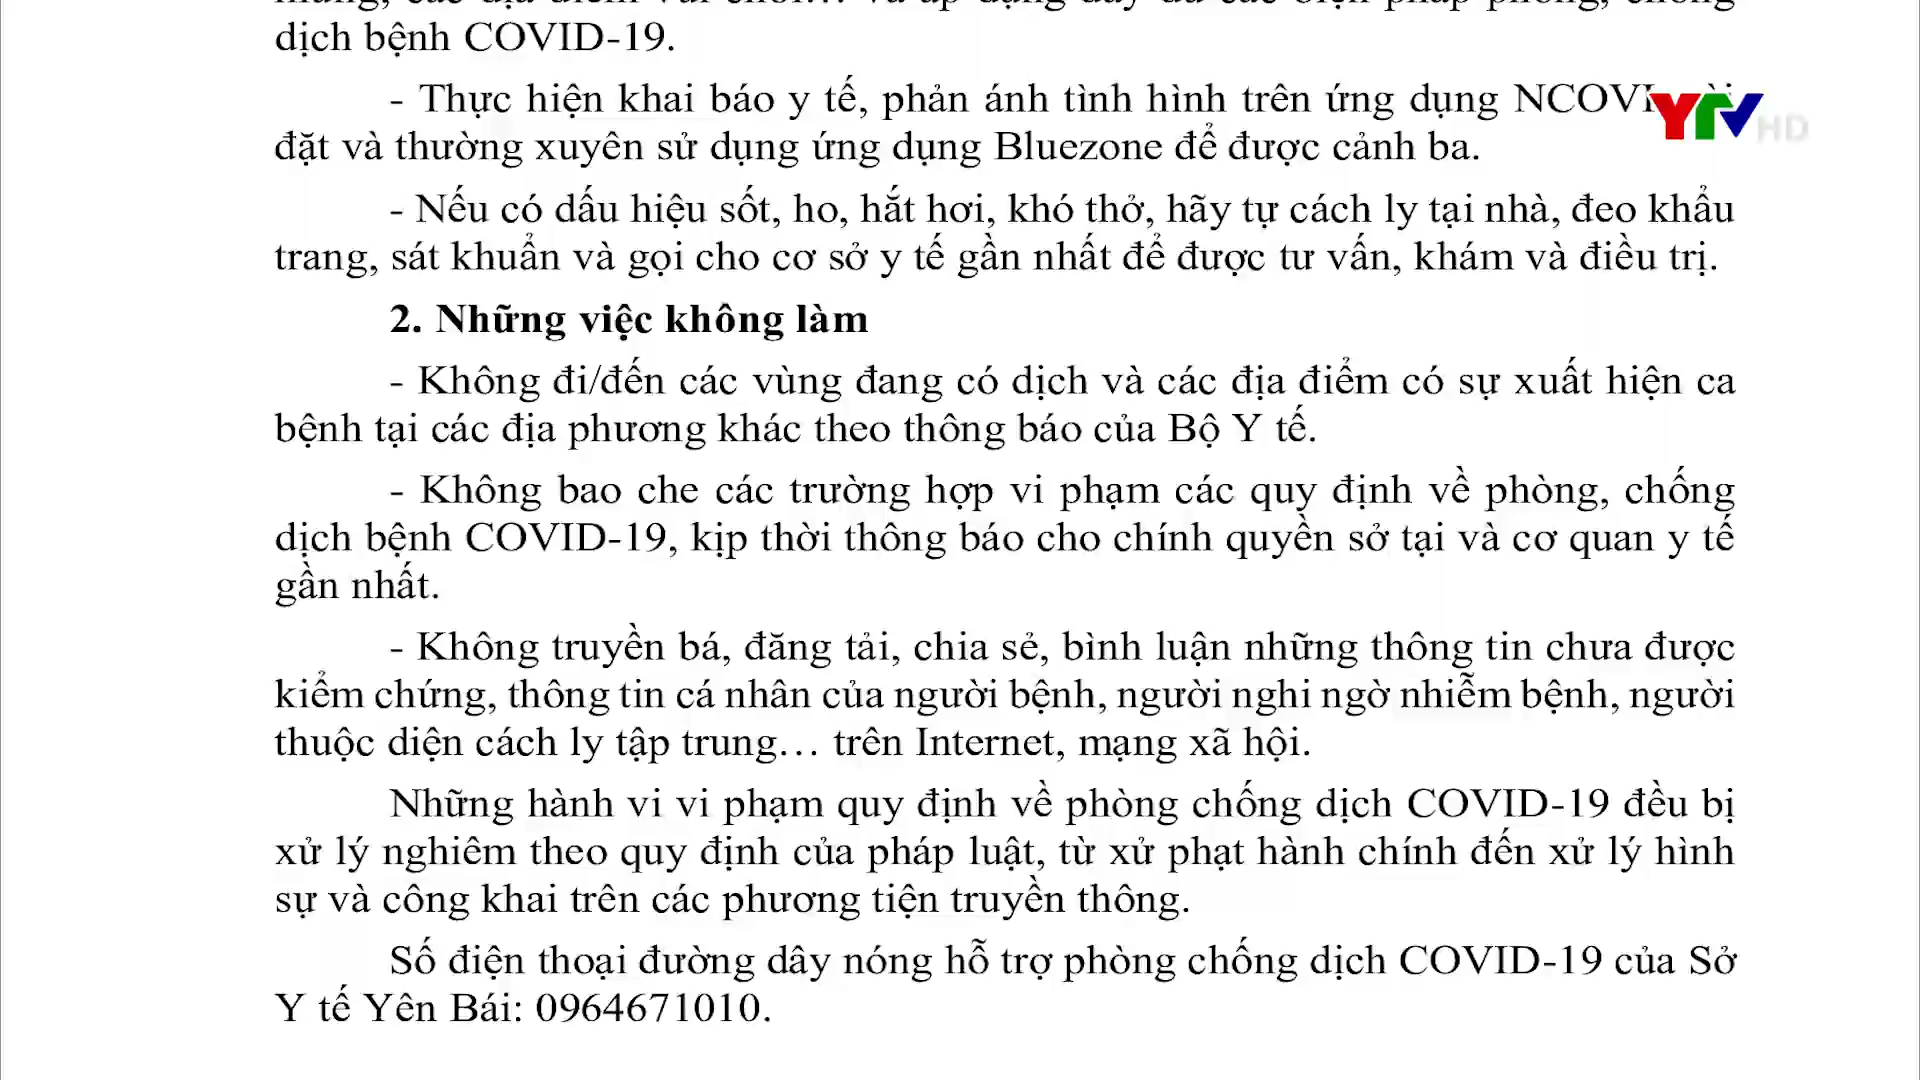 dịch bệnh COVID-19.
- Thực hiện khai báo y tế, phản ánh tình hình trên ứng dụng NCOVI
YTV HD
đặt và thường xuyên sử dụng ứng dụng Bluezone để được cảnh ba.
- Nếu có dấu hiệu sốt, ho, hắt hơi, khó thở, hãy tự cách ly tại nhà, đeo khẩu
trang, sát khuẩn và gọi cho cơ sở y tế gần nhất để được tư vấn, khám và điều trị.
2. Những việc không làm
- Không đi/đến các vùng đang có dịch và các địa điểm có sự xuất hiện ca
bệnh tại các địa phương khác theo thông báo của Bộ Y tế.
- Không bao che các trường hợp vi phạm các quy định về phòng, chống
dịch bệnh COVID-19, kịp thời thông báo cho chính quyền sở tại và cơ quan y tế
gần nhất.
- Không truyền bá, đăng tải, chia sẻ, bình luận những thông tin chưa được
kiểm chứng, thông tin cá nhân của người bệnh, người nghi ngờ nhiễm bệnh, người
thuộc diện cách ly tập trung… trên Internet, mạng xã hội.
Những hành vi vi phạm quy định về phòng chống dịch COVID-19 đều bị
xử lý nghiêm theo quy định của pháp luật, từ xử phạt hành chính đến xử lý hình
sự và công khai trên các phương tiện truyền thông.
Số điện thoại đường dây nóng hỗ trợ phòng chống dịch COVID-19 của Sở
Y tế Yên Bái: 0964671010.